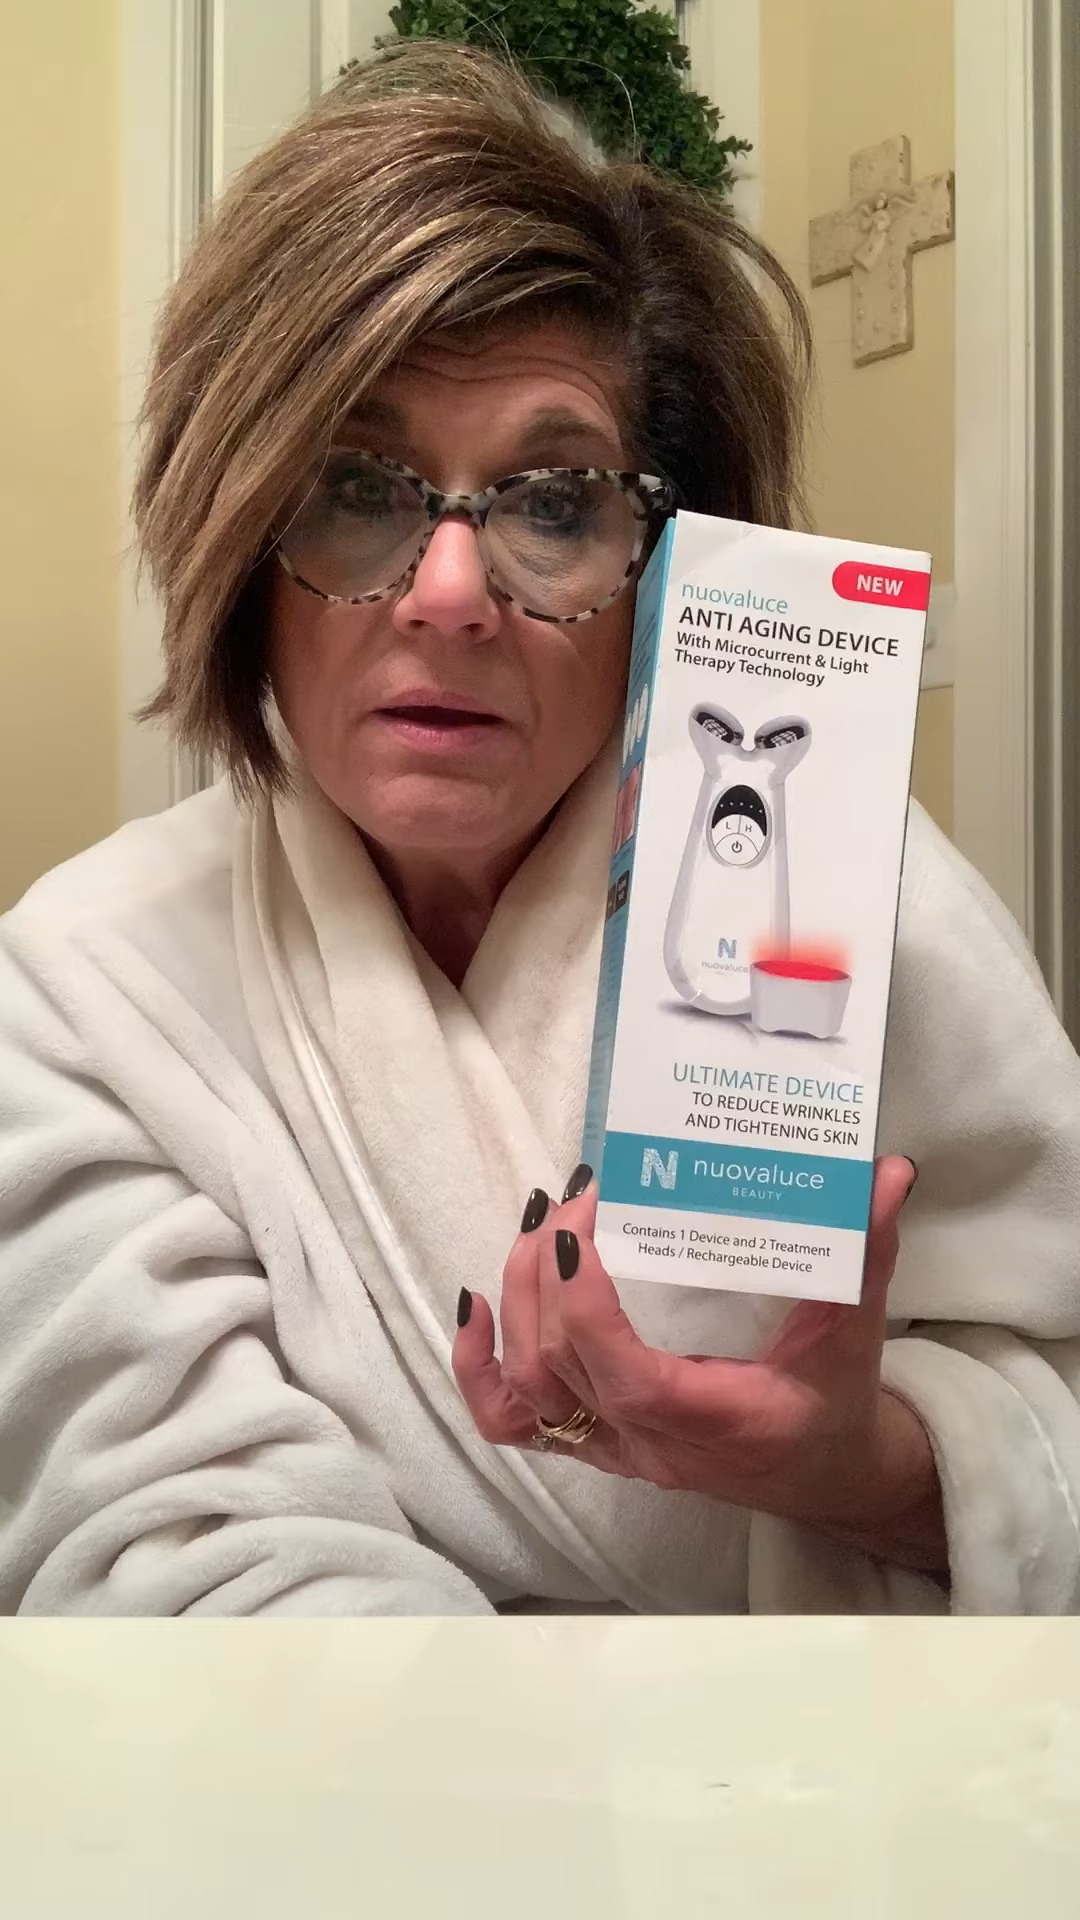 NEW
nuovaluce
ANTI AGING DEVICE
With Microcurrent & Light
Therapy Technology
L H
N
nuovaluce
ULTIMATE DEVICE
TO REDUCE WRINKLES
AND TIGHTENING SKIN
N nuovaluce
BEAUTY
Contains 1 Device and 2 Treatment
Heads / Rechargeable Device